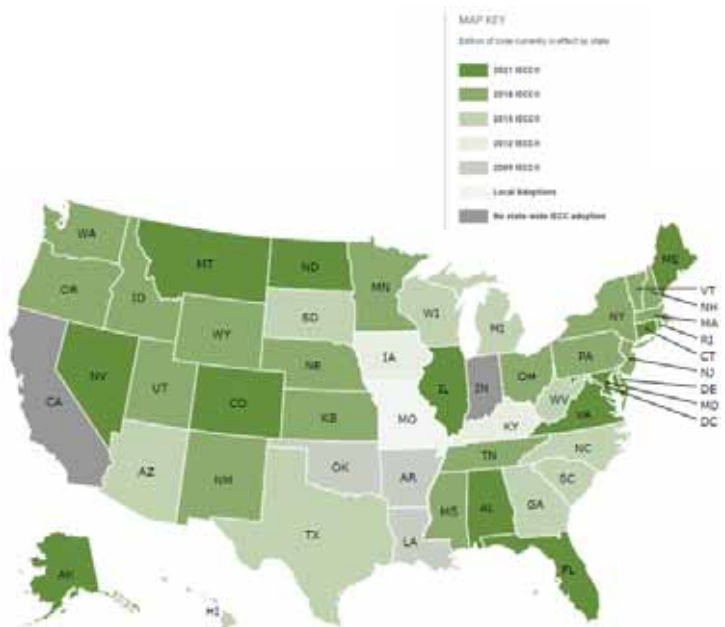 MAP KEY
Edition of code currently in effect by state
2021 IECC®
2018 IECC®
2015 IECC®
2012 IECC®
2009 IECC®
Local Adoptions
No state-wide IECC adoption
WA
MT
ND
MN
ME
VT
NH
MA
RI
CT
NJ
DE
MD
DC
OR
ID
WY
SD
WI
MI
NY
NV
UT
CO
NE
IA
IL
IN
OH
PA
WV
VA
CA
KS
MO
KY
TN
NC
SC
AZ
NM
OK
AR
MS
AL
GA
TX
LA
FL
AK
HI